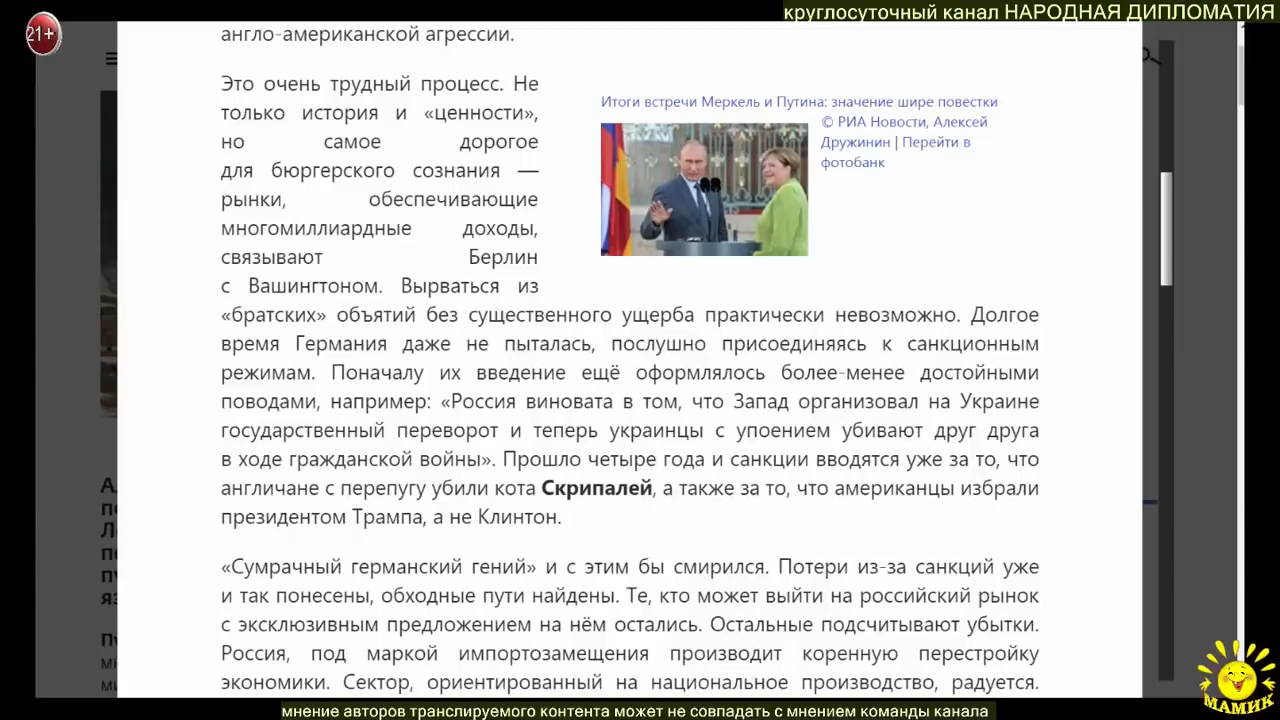 круглосуточный канал НАРОДНАЯ ДИПЛОМАТИЯ
21+
англо-американской агрессии.
Это очень трудный процесс. Не
только история и «ценности»,
но самое дорогое
для бюргерского сознания —
рынки, обеспечивающие
многомиллиардные доходы,
связывают Берлин
с Вашингтоном. Вырваться из
Итоги встречи Меркель и Путина: значение шире повестки
© РИА Новости, Алексей
Дружинин | Перейти в
фотобанк
«братских» объятий без существенного ущерба практически невозможно. Долгое
время Германия даже не пыталась, послушно присоединяясь к санкционным
режимам. Поначалу их введение ещё оформлялось более-менее достойными
поводами, например: «Россия виновата в том, что Запад организовал на Украине
государственный переворот и теперь украинцы с упоением убивают друг друга
в ходе гражданской войны». Прошло четыре года и санкции вводятся уже за то, что
англичане с перепугу убили кота Скрипалей, а также за то, что американцы избрали
президентом Трампа, а не Клинтон.
«Сумрачный германский гений» и с этим бы смирился. Потери из-за санкций уже
и так понесены, обходные пути найдены. Те, кто может выйти на российский рынок
с эксклюзивным предложением на нём остались. Остальные подсчитывают убытки.
Россия, под маркой импортозамещения производит коренную перестройку
экономики. Сектор, ориентированный на национальное производство, радуется.
МАМИК
мнение авторов транслируемого контента может не совпадать с мнением команды канала